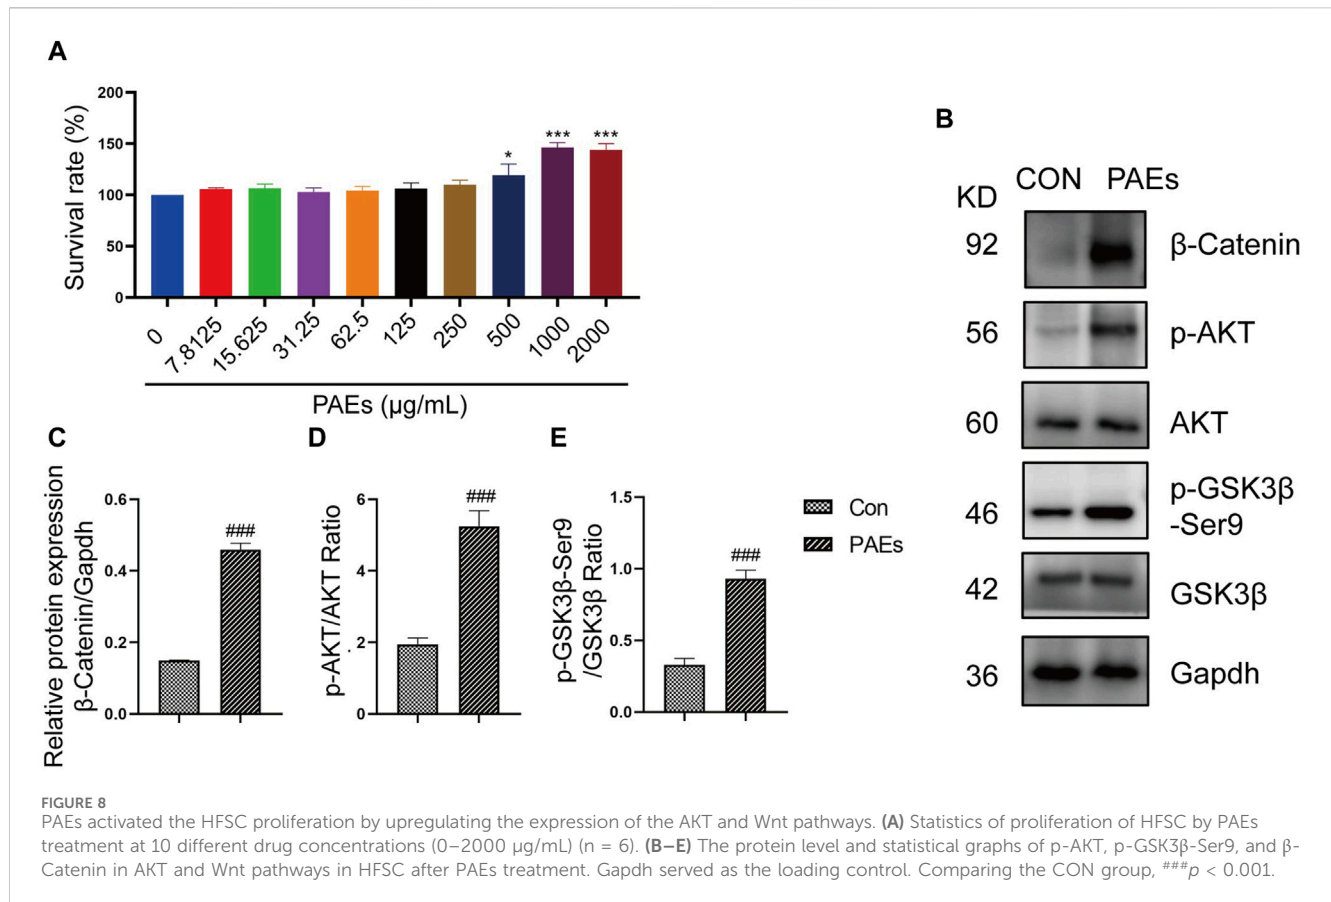 A
200
150
100
50
0
Survival rate (%)
*
***
***
0
7.8125
15.625
31.25
62.5
125
250
500
1000
2000
PAEs (μg/mL)
B
KD
CON
PAEs
92
β-Catenin
56
p-AKT
60
AKT
46
p-GSK3β
-Ser9
42
GSK3β
36
Gapdh
C
Relative protein expression
β-Catenin/Gapdh
0.6
0.4
0.2
0.0
###
D
p-AKT/AKT Ratio
6
4
2
0
###
E
p-GSK3β-Ser9
/GSK3β Ratio
1.5
1.0
0.5
0.0
###
Con
PAEs
FIGURE 8
PAEs activated the HFSC proliferation by upregulating the expression of the AKT and Wnt pathways. (A) Statistics of proliferation of HFSC by PAEs
treatment at 10 different drug concentrations (0–2000 μg/mL) (n = 6). (B–E) The protein level and statistical graphs of p-AKT, p-GSK3β-Ser9, and β-
Catenin in AKT and Wnt pathways in HFSC after PAEs treatment. Gapdh served as the loading control. Comparing the CON group, ###p < 0.001.